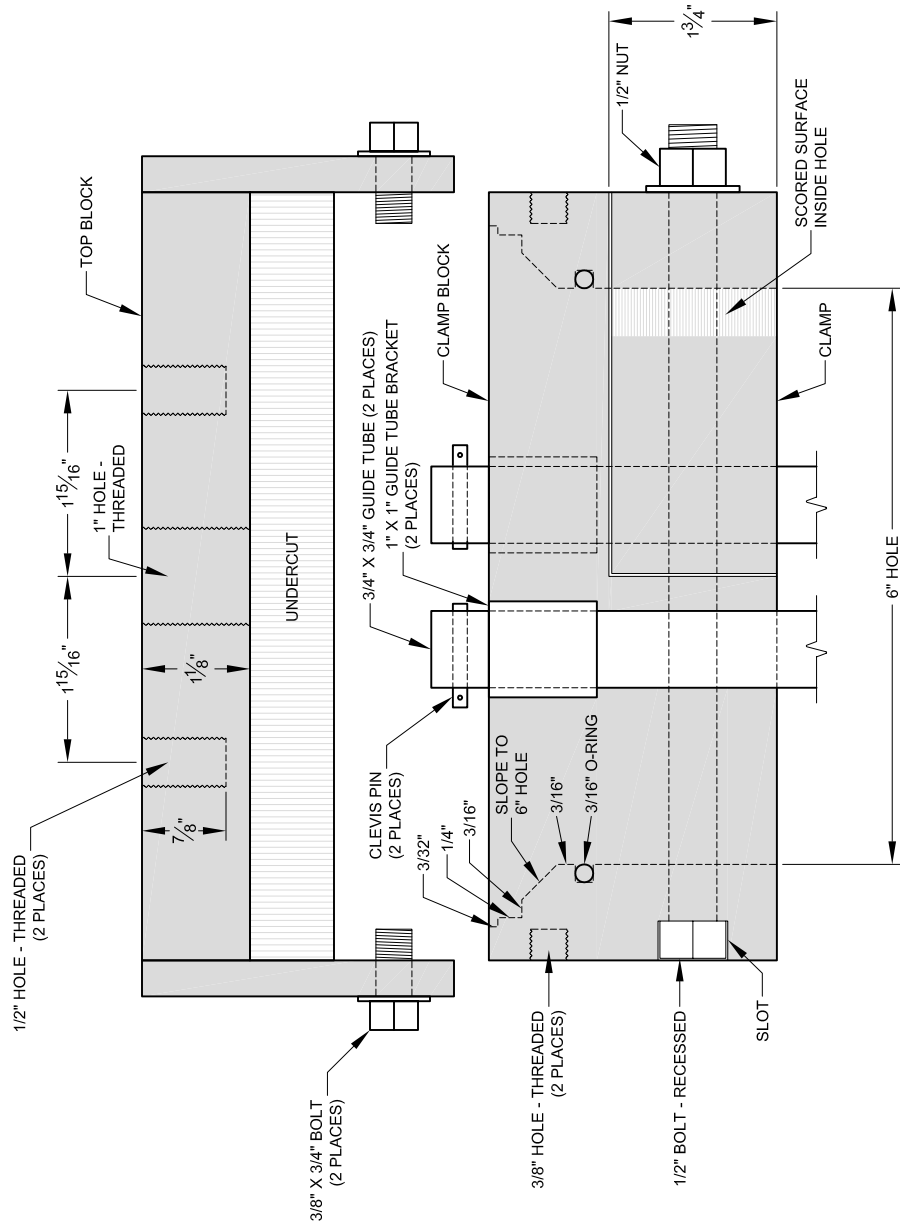 TOP BLOCK
1 15/16"
1 15/16"
1" HOLE -
THREADED
1 1/8"
7/8"
1/2" HOLE - THREADED
(2 PLACES)
UNDERCUT
3/8" X 3/4" BOLT
(2 PLACES)
3/4" X 3/4" GUIDE TUBE (2 PLACES)
1" X 1" GUIDE TUBE BRACKET
(2 PLACES)
CLEVIS PIN
(2 PLACES)
CLAMP BLOCK
3/32"
1/4"
3/16"
SLOPE TO
6" HOLE
3/16"
3/16" O-RING
3/8" HOLE - THREADED
(2 PLACES)
1/2" BOLT - RECESSED
SLOT
1/2" NUT
1 3/4"
SCORED SURFACE
INSIDE HOLE
CLAMP
6" HOLE